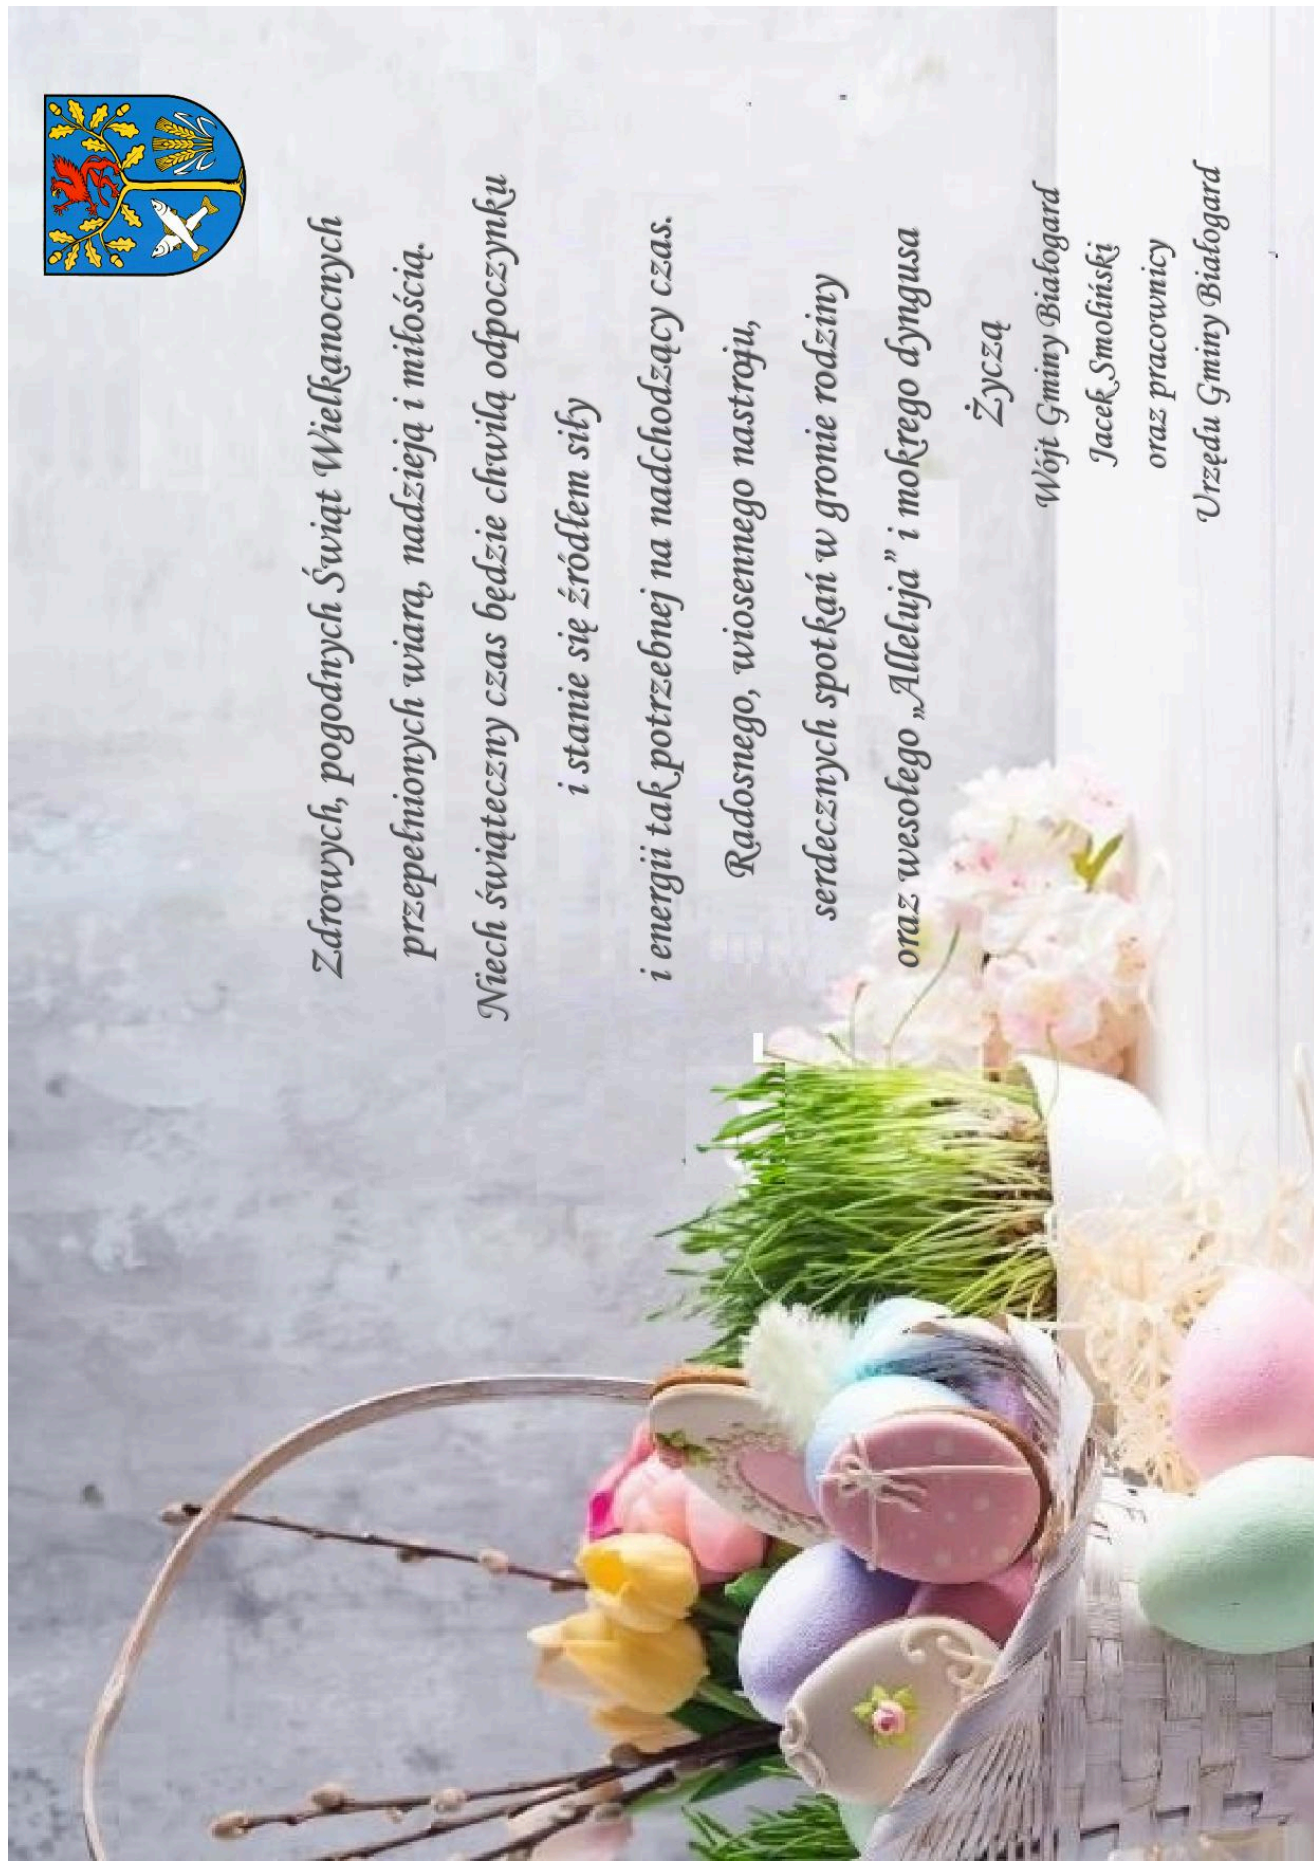 Zdrowych, pogodnych Świąt Wielkanocnych
przepełnionych wiarą, nadzieją i miłością.
Niech świąteczny czas będzie chwilą odpoczynku
i stanie się źródłem siły
i energii tak potrzebnej na nadchodzący czas.
Radosnego, wiosennego nastroju,
serdecznych spotkań w gronie rodziny
oraz wesołego „Alleluja” i mokrego dyngusa
Życzą
Wójt Gminy Białogard
Jacek Smoliński
oraz pracownicy
Urzędu Gminy Białogard